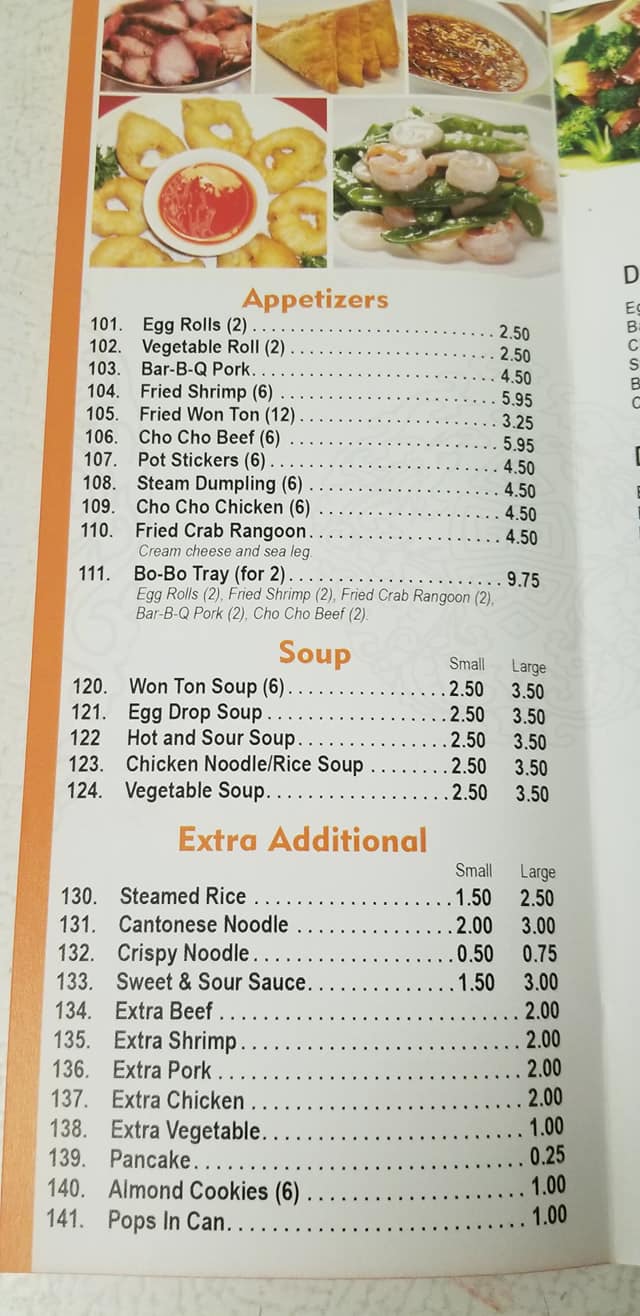 Appetizers
101. Egg Rolls (2) . . . . . . . . . . . . . . . . . . . . . . . . . . 2.50
102. Vegetable Roll (2) . . . . . . . . . . . . . . . . . . . . . . 2.50
103. Bar-B-Q Pork. . . . . . . . . . . . . . . . . . . . . . . . . . 4.50
104. Fried Shrimp (6) . . . . . . . . . . . . . . . . . . . . . . . 5.95
105. Fried Won Ton (12) . . . . . . . . . . . . . . . . . . . . . 3.25
106. Cho Cho Beef (6) . . . . . . . . . . . . . . . . . . . . . . 5.95
107. Pot Stickers (6) . . . . . . . . . . . . . . . . . . . . . . . . 4.50
108. Steam Dumpling (6) . . . . . . . . . . . . . . . . . . . . 4.50
109. Cho Cho Chicken (6) . . . . . . . . . . . . . . . . . . . 4.50
110. Fried Crab Rangoon. . . . . . . . . . . . . . . . . . . . 4.50
Cream cheese and sea leg.
111. Bo-Bo Tray (for 2) . . . . . . . . . . . . . . . . . . . . . . 9.75
Egg Rolls (2), Fried Shrimp (2), Fried Crab Rangoon (2),
Bar-B-Q Pork (2), Cho Cho Beef (2).
Soup
Small Large
120. Won Ton Soup (6) . . . . . . . . . . . . . . . . 2.50 3.50
121. Egg Drop Soup . . . . . . . . . . . . . . . . . . 2.50 3.50
122 Hot and Sour Soup. . . . . . . . . . . . . . . 2.50 3.50
123. Chicken Noodle/Rice Soup . . . . . . . . 2.50 3.50
124. Vegetable Soup. . . . . . . . . . . . . . . . . . 2.50 3.50
Extra Additional
Small Large
130. Steamed Rice . . . . . . . . . . . . . . . . . . . 1.50 2.50
131. Cantonese Noodle . . . . . . . . . . . . . . . 2.00 3.00
132. Crispy Noodle. . . . . . . . . . . . . . . . . . . 0.50 0.75
133. Sweet & Sour Sauce. . . . . . . . . . . . . . 1.50 3.00
134. Extra Beef . . . . . . . . . . . . . . . . . . . . . . . . . . . . 2.00
135. Extra Shrimp. . . . . . . . . . . . . . . . . . . . . . . . . . 2.00
136. Extra Pork . . . . . . . . . . . . . . . . . . . . . . . . . . . . 2.00
137. Extra Chicken . . . . . . . . . . . . . . . . . . . . . . . . . 2.00
138. Extra Vegetable. . . . . . . . . . . . . . . . . . . . . . . . 1.00
139. Pancake. . . . . . . . . . . . . . . . . . . . . . . . . . . . . . 0.25
140. Almond Cookies (6) . . . . . . . . . . . . . . . . . . . . 1.00
141. Pops In Can. . . . . . . . . . . . . . . . . . . . . . . . . . . 1.00